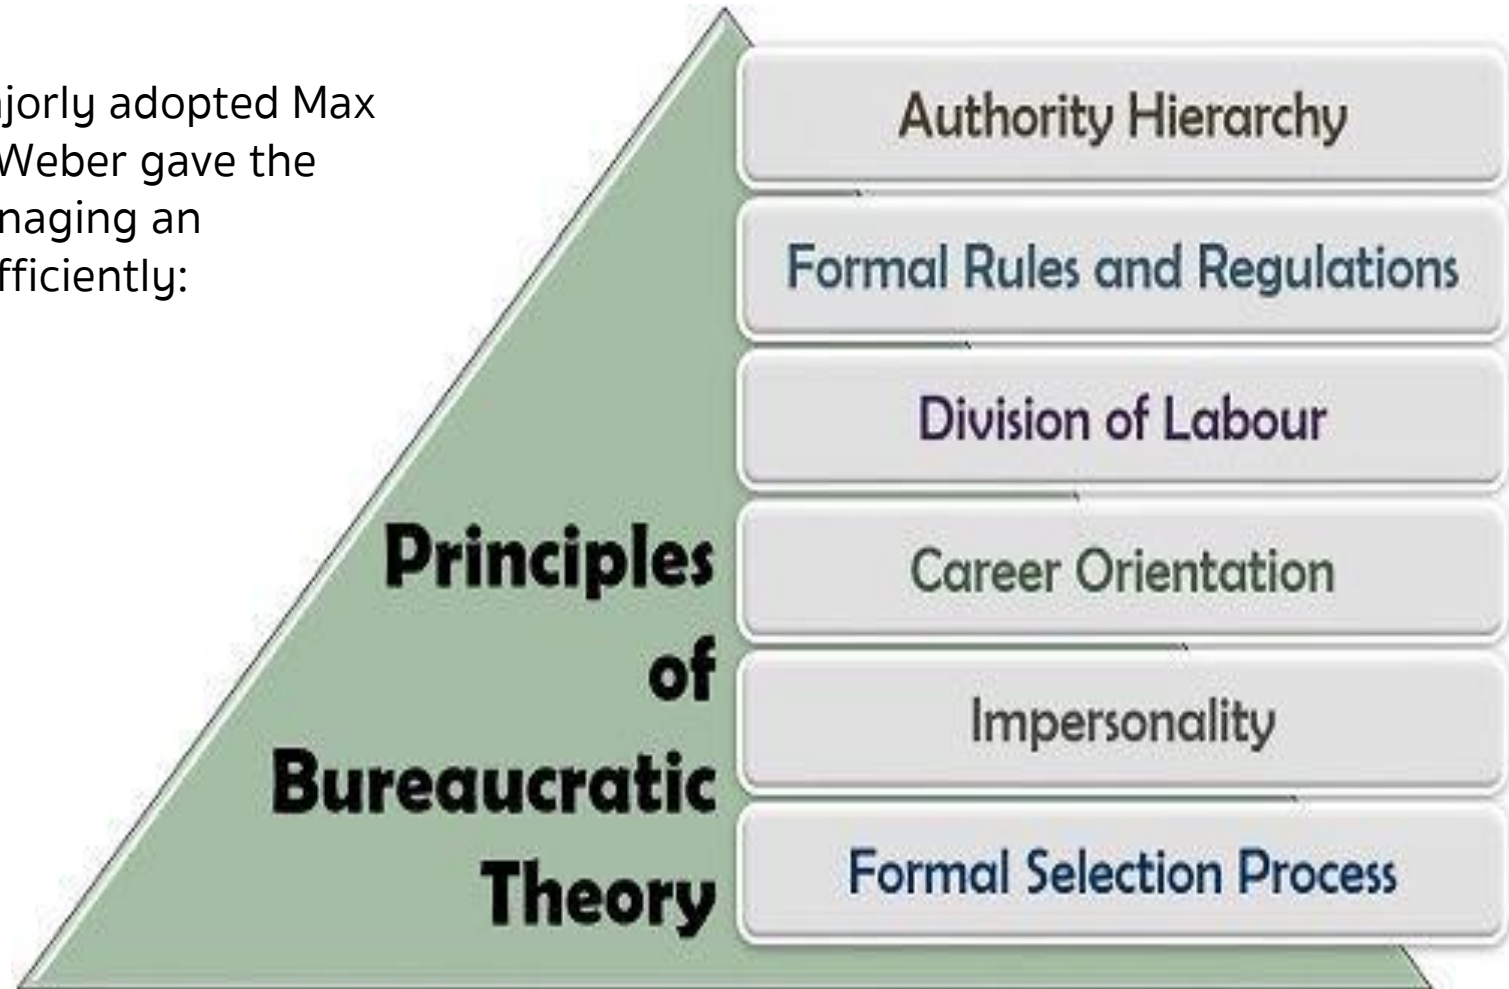 jorly adopted Max
Weber gave the
naging an
fficiently:
Authority Hierarchy
Formal Rules and Regulations
Division of Labour
Career Orientation
Impersonality
Formal Selection Process
Principles
of
Bureaucratic
Theory